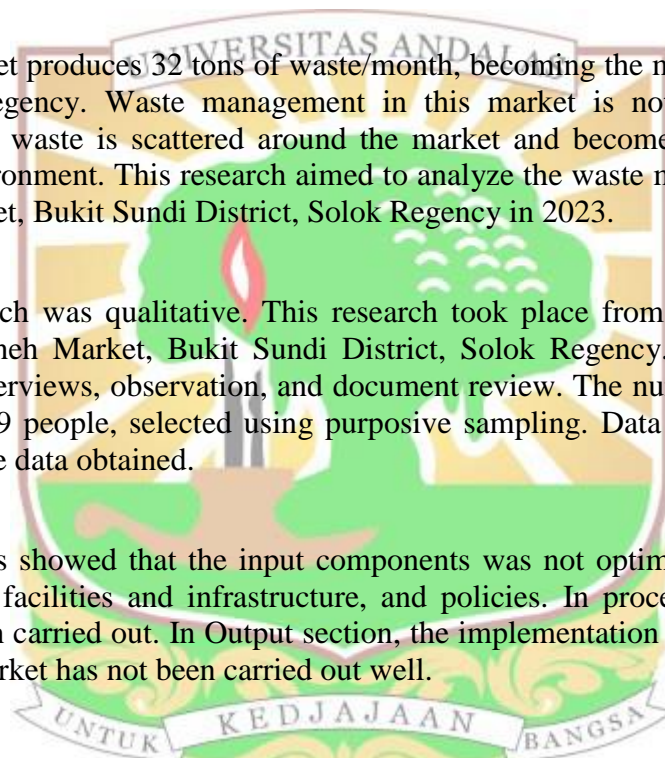 UNIVERSITAS ANDALAS
et produces 32 tons of waste/month, becoming the
egency. Waste management in this market is
waste is scattered around the market and become
ronment. This research aimed to analyze the waste
et, Bukit Sundi District, Solok Regency in 2023.
ch was qualitative. This research took place from
neh Market, Bukit Sundi District, Solok Regency.
erviews, observation, and document review. The
9 people, selected using purposive sampling. Data
e data obtained.
s showed that the input components was not
facilities and infrastructure, and policies. In
n carried out. In Output section, the implementation
arket has not been carried out well.
UNTUK KEDJAJAAN BANGSA